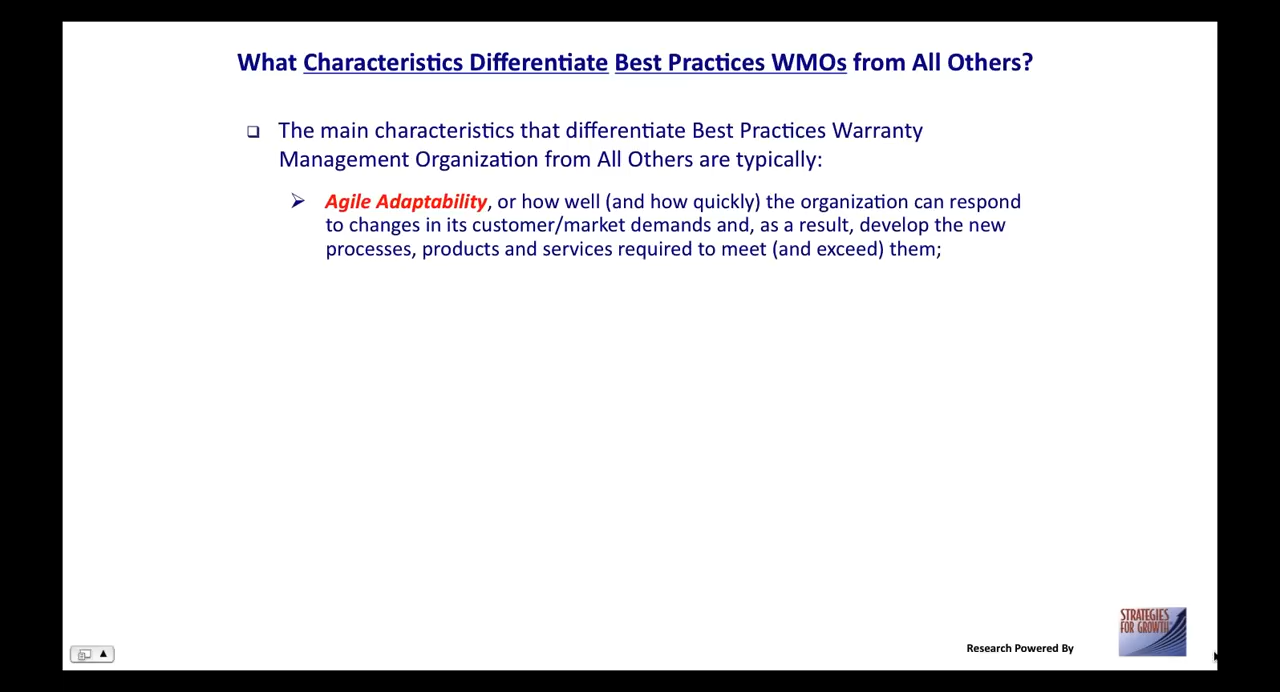 What Characteristics Differentiate Best Practices WMOs from All Others?
❑ The main characteristics that differentiate Best Practices Warranty
Management Organization from All Others are typically:
➢ Agile Adaptability, or how well (and how quickly) the organization can respond
to changes in its customer/market demands and, as a result, develop the new
processes, products and services required to meet (and exceed) them;
STRATEGIES
FOR GROWTH
Research Powered By